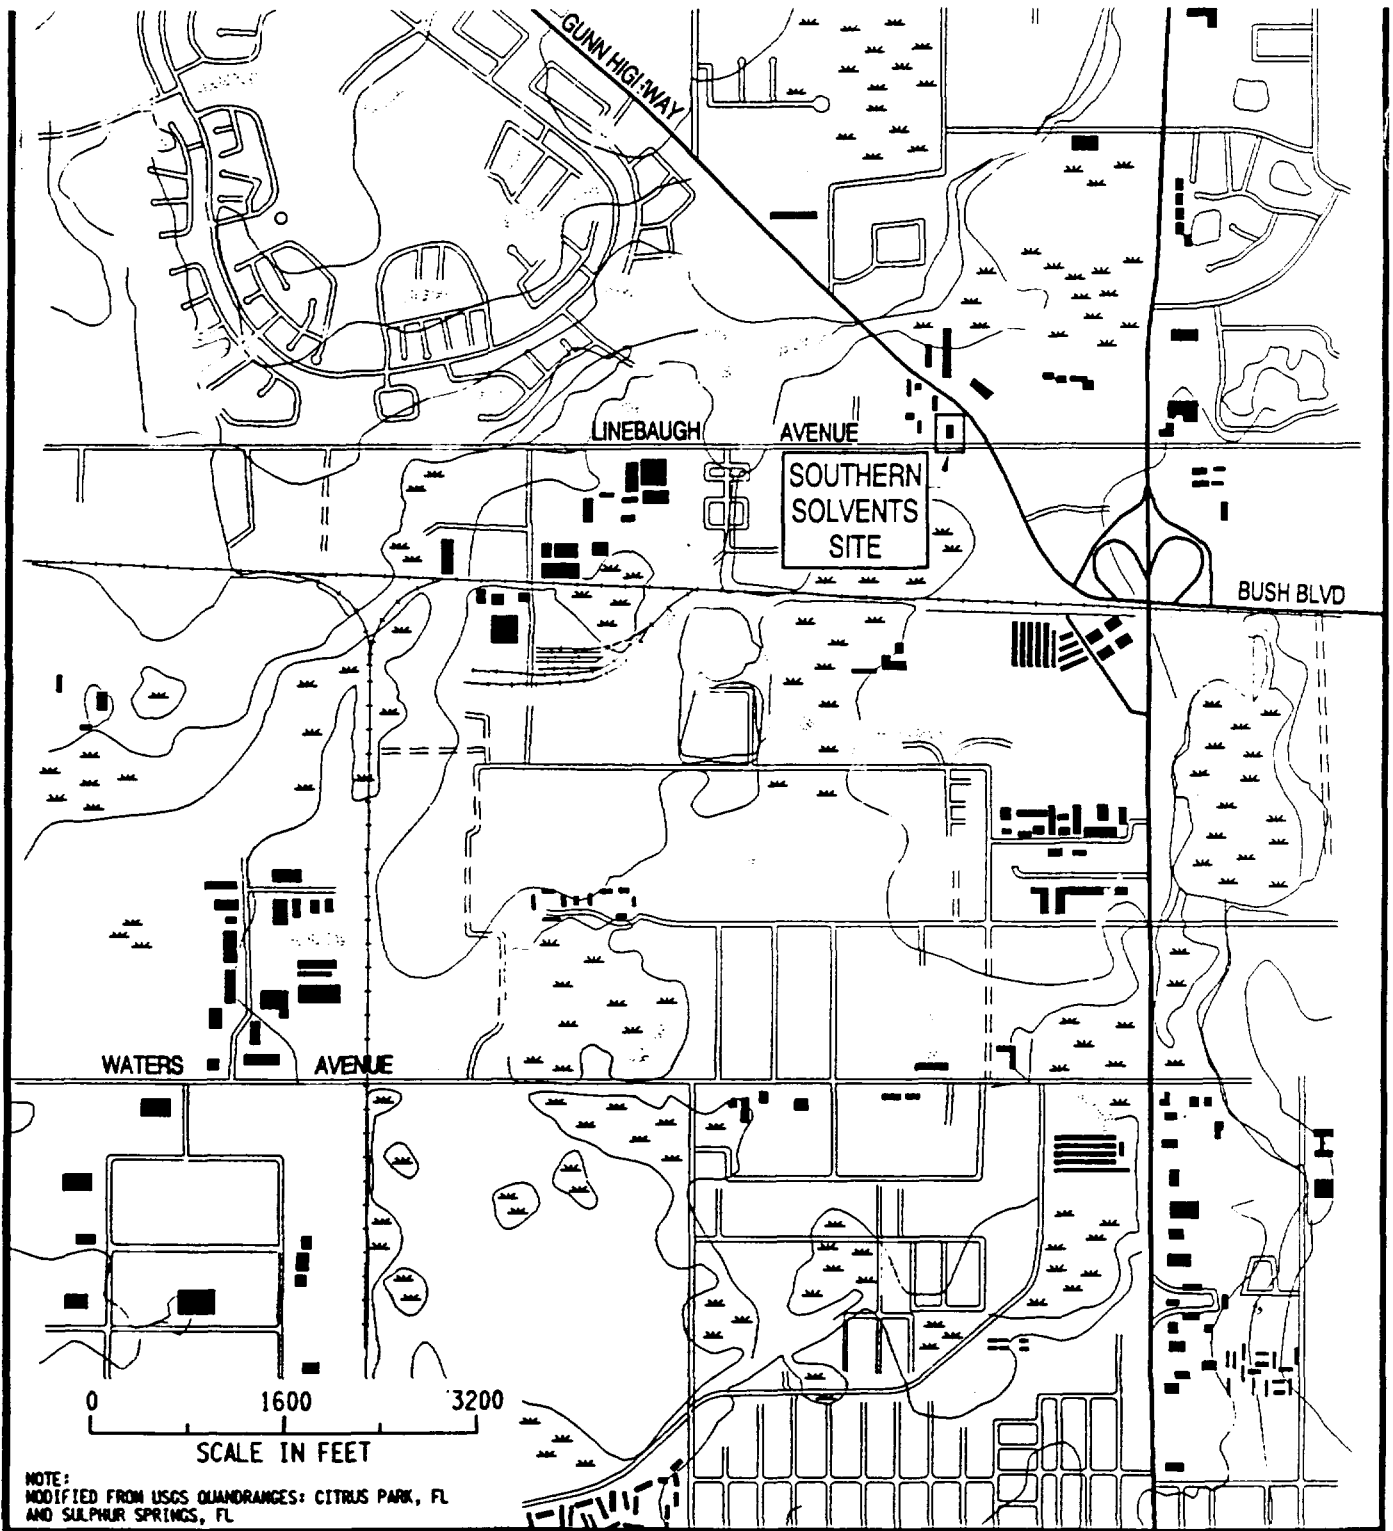 GUNN HIGHWAY
LINEBAUGH AVENUE
SOUTHERN
SOLVENTS
SITE
BUSH BLVD
WATERS AVENUE
0 1600 3200
SCALE IN FEET
NOTE:
MODIFIED FROM USGS QUANDRANGES: CITRUS PARK, FL
AND SULPHUR SPRINGS, FL